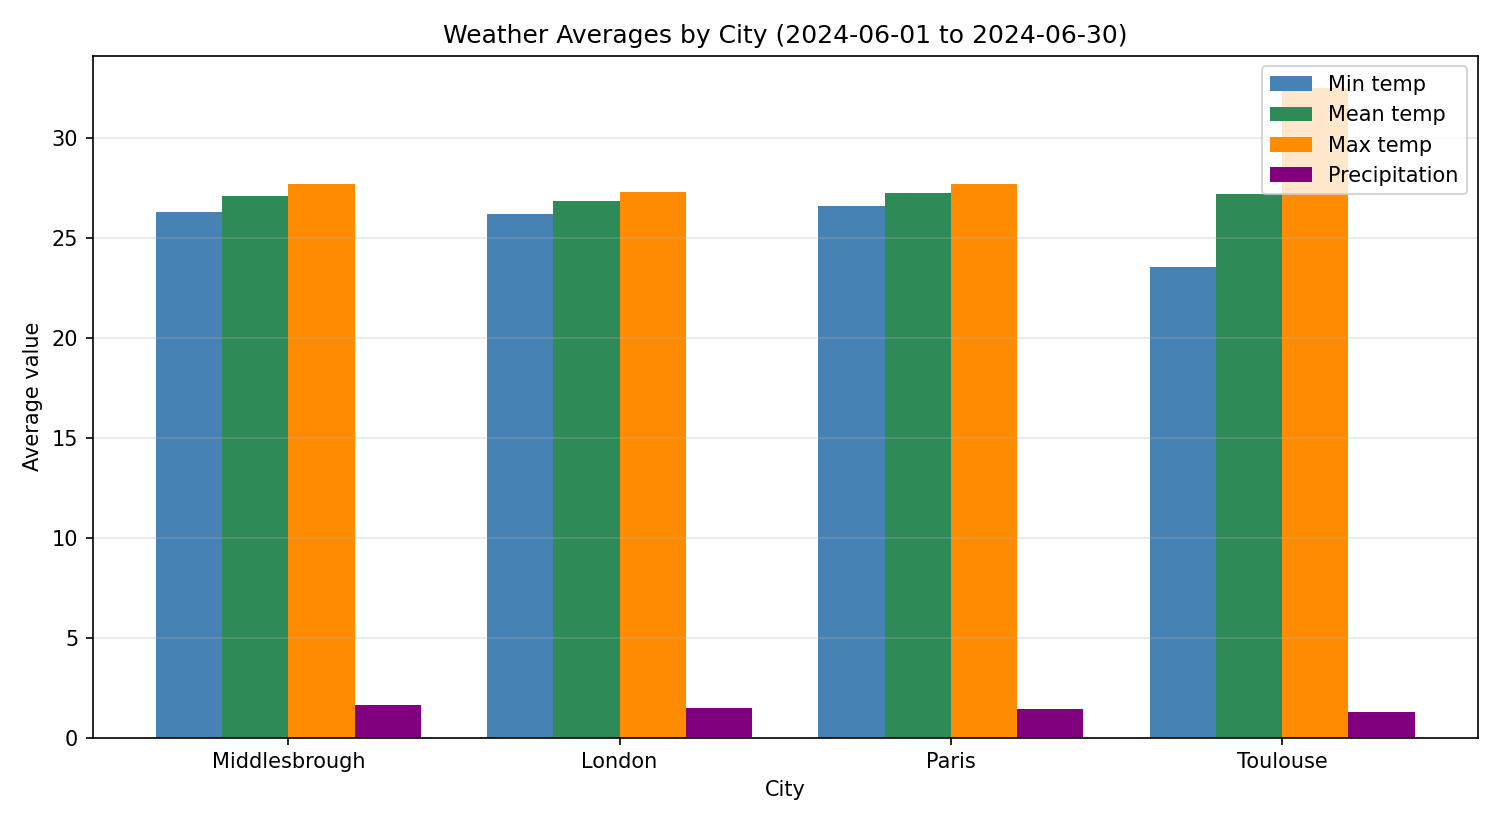 Weather Averages by City (2024-06-01 to 2024-06-30)
Min temp
Mean temp
Max temp
Precipitation
30
25
20
15
10
5
0
Average value
Middlesbrough
London
Paris
Toulouse
City